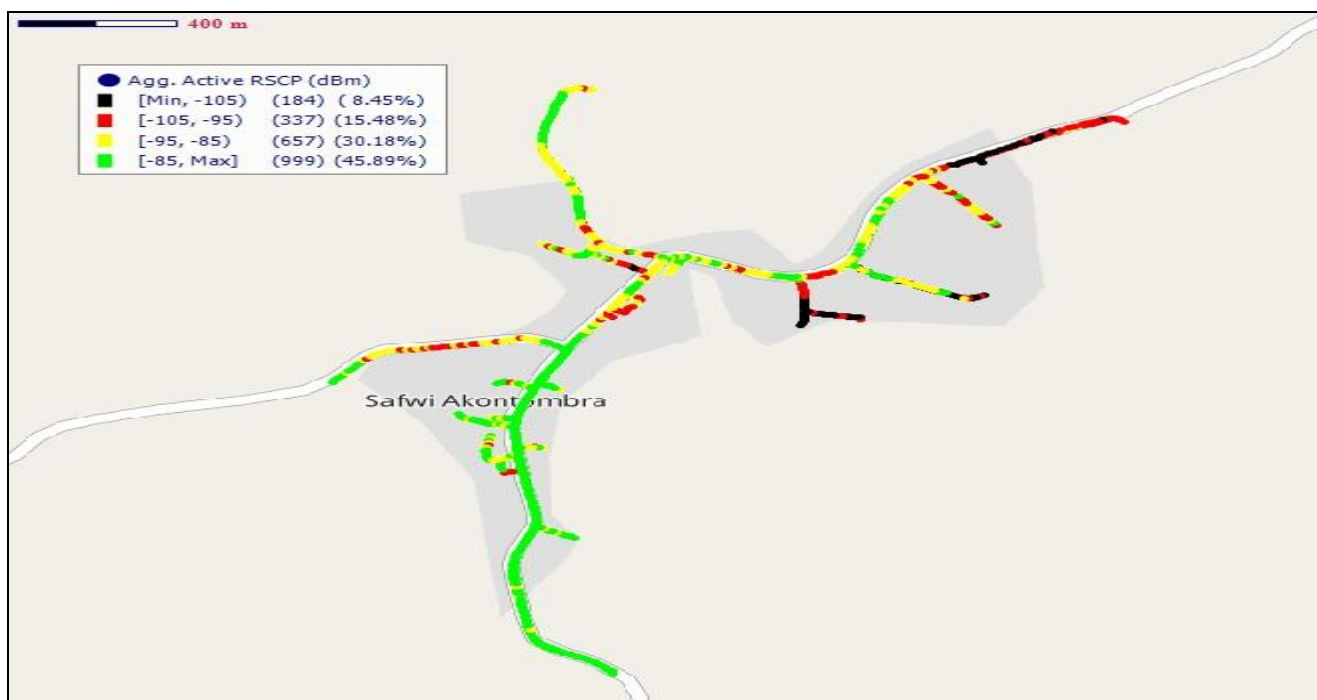 400 m
Agg. Active RSCP (dBm)
[Min, -105) (184) ( 8.45%)
[-105, -95) (337) (15.48%)
[-95, -85) (657) (30.18%)
[-85, Max] (999) (45.89%)
Safwi Akontombra